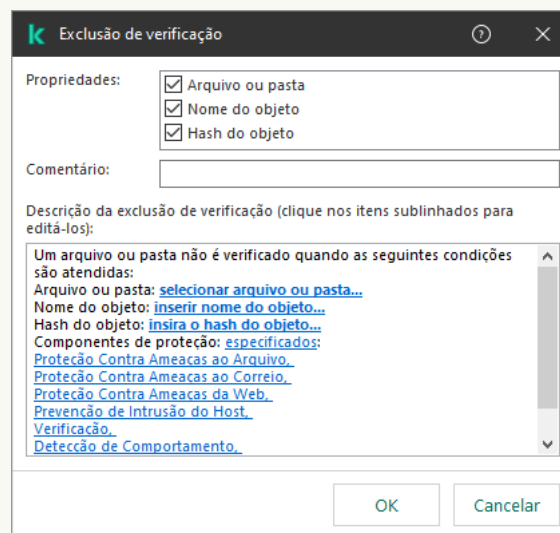 Exclusão de verificação
Propriedades:
Arquivo ou pasta
Nome do objeto
Hash do objeto
Comentário:
Descrição da exclusão de verificação (clique nos itens sublinhados para
editá-los):
Um arquivo ou pasta não é verificado quando as seguintes condições
são atendidas:
Arquivo ou pasta: selecionar arquivo ou pasta...
Nome do objeto: inserir nome do objeto...
Hash do objeto: insira o hash do objeto...
Componentes de proteção: especificados:
Proteção Contra Ameaças ao Arquivo,
Proteção Contra Ameaças ao Correio,
Proteção Contra Ameaças da Web,
Prevenção de Intrusão do Host,
Verificação,
Detecção de Comportamento,
OK Cancelar